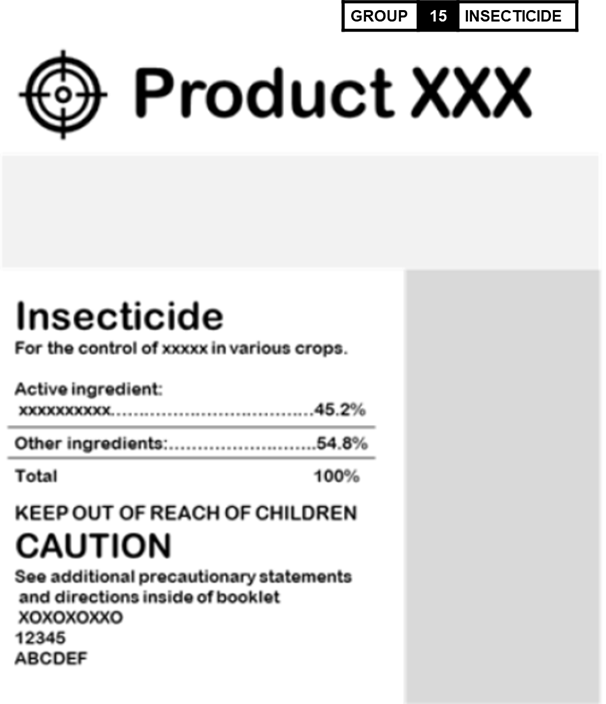 GROUP 15 INSECTICIDE
Product XXX
Insecticide
For the control of xxxxx in various crops.
Active ingredient:
xxxxxxxxxx.......................................45.2%
Other ingredients:..........................54.8%
Total 100%
KEEP OUT OF REACH OF CHILDREN
CAUTION
See additional precautionary statements
and directions inside of booklet
XOXOXOXXO
12345
ABCDEF